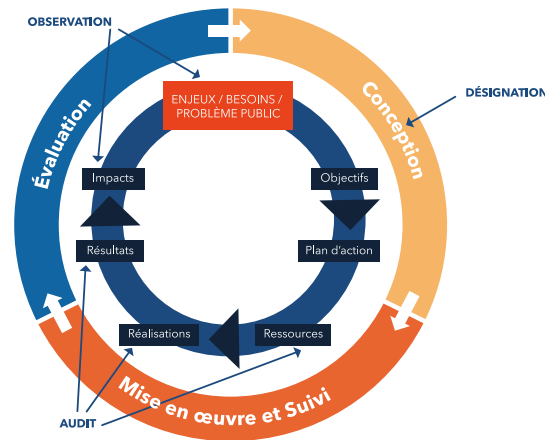 OBSERVATION
ENJEUX / BESOINS /
PROBLÈME PUBLIC
Évaluation
Conception
DÉSIGNATION
Impacts
Objectifs
Résultats
Plan d'action
Réalisations
Ressources
Mise en œuvre et Suivi
AUDIT